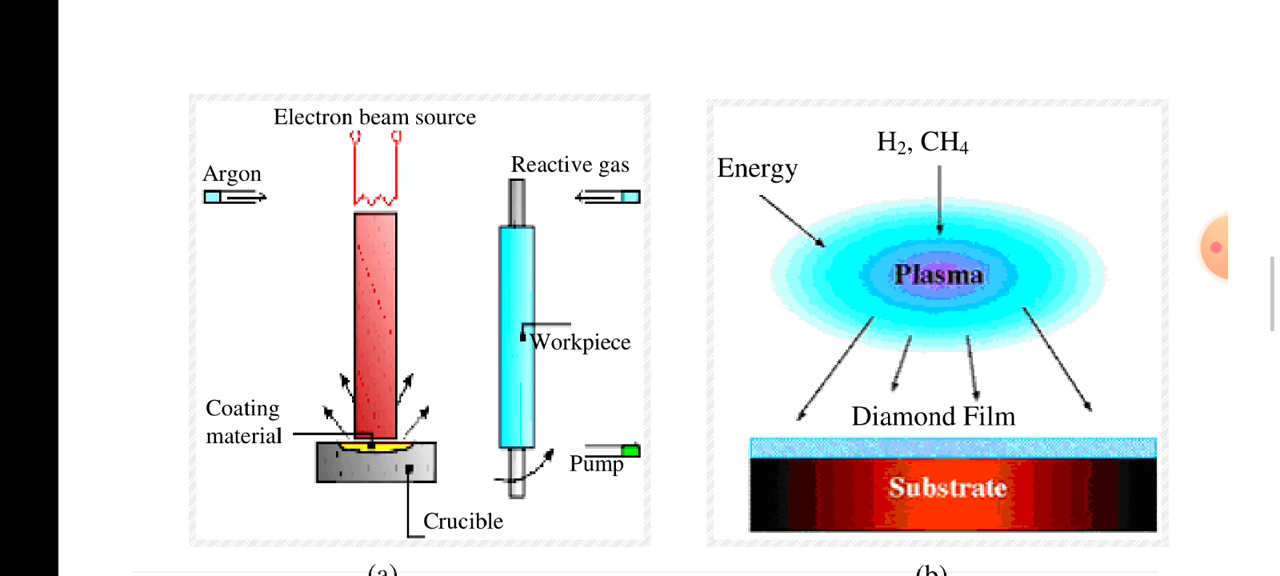 Electron beam source
Argon
Reactive gas
Workpiece
Coating
material
Pump
Crucible
(a)
H₂, CH₄
Energy
Plasma
Diamond Film
Substrate
(b)